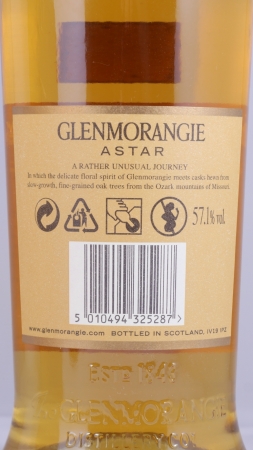 GLENMORANGIE
ASTAR
A RATHER UNUSUAL JOURNEY
In which the delicate floral spirit of Glenmorangie meets casks hewn from
slow-growth, fine-grained oak trees from the Ozark mountains of Missouri.
57.1% vol.
5 010494 325287 >
www.glenmorangie.com. BOTTLED IN SCOTLAND, IV19 1PZ
ESTD 1843
GLENMORANGIE
DISTILLERY